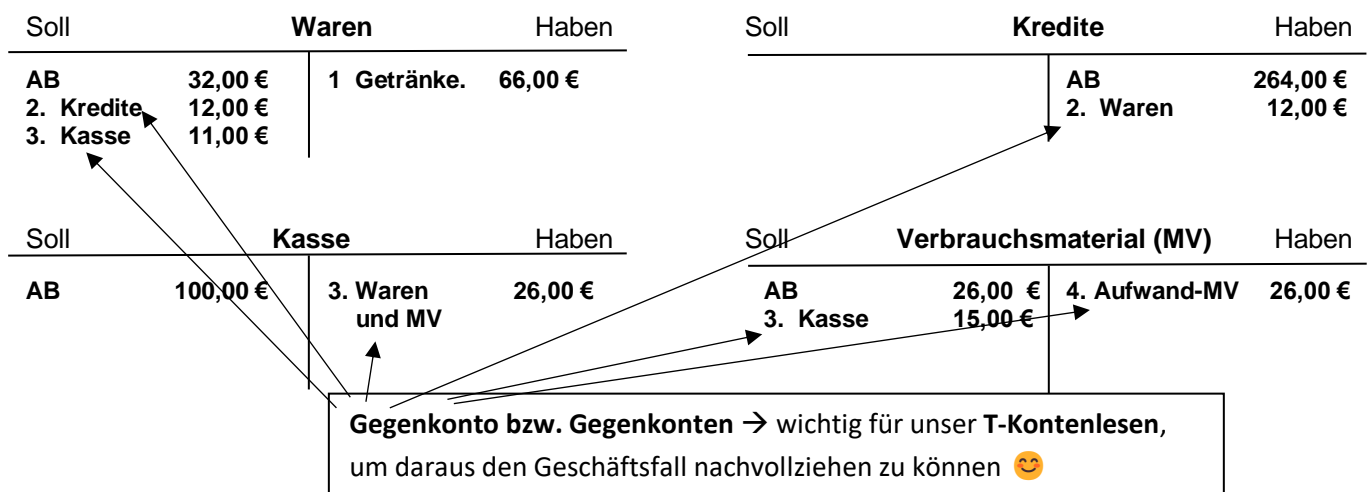 Soll Waren Haben
AB 32,00 € 1 Getränke. 66,00 €
2. Kredite 12,00 €
3. Kasse 11,00 €
Soll Kredite Haben
AB 264,00 €
2. Waren 12,00 €
Soll Kasse Haben
AB 100,00 € 3. Waren 26,00 €
und MV
Soll Verbrauchsmaterial (MV) Haben
AB 26,00 € 4. Aufwand-MV 26,00 €
3. Kasse 15,00 €
Gegenkonto bzw. Gegenkonten → wichtig für unser T-Kontenlesen,
um daraus den Geschäftsfall nachvollziehen zu können 😊